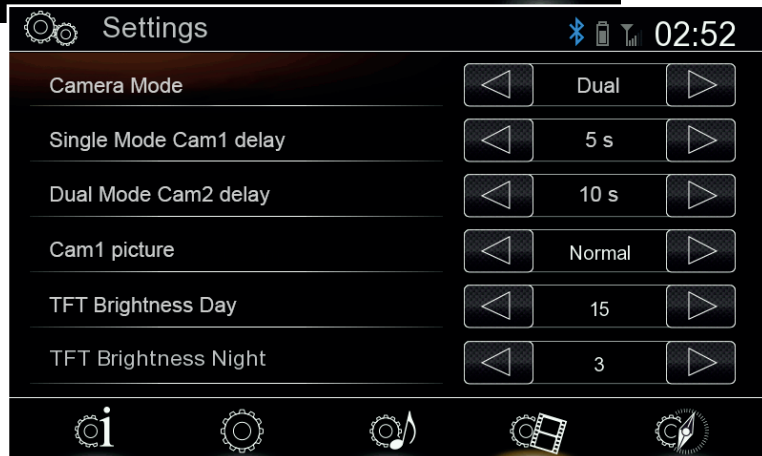 Settings 02:52
Camera Mode Dual
Single Mode Cam1 delay 5 s
Dual Mode Cam2 delay 10 s
Cam1 picture Normal
TFT Brightness Day 15
TFT Brightness Night 3
i